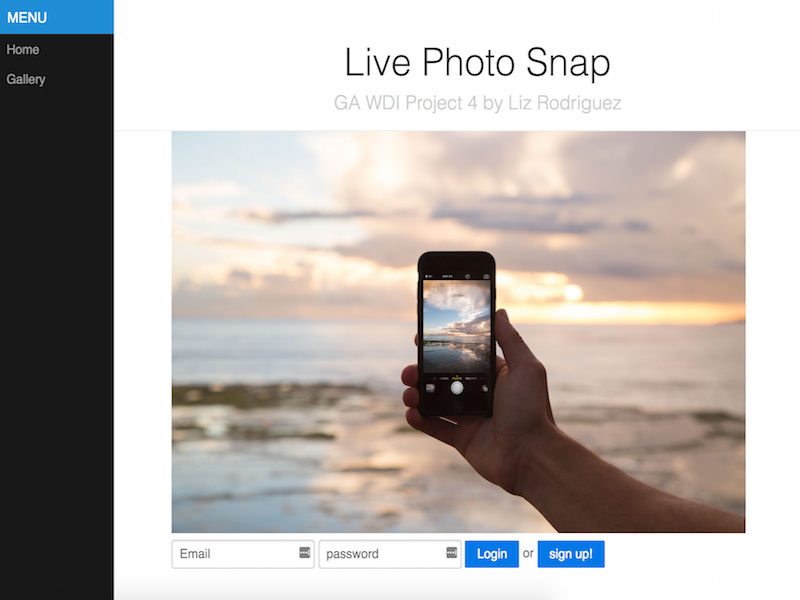 MENU
Home
Gallery
Live Photo Snap
GA WDI Project 4 by Liz Rodriguez
Email
password
Login or sign up!